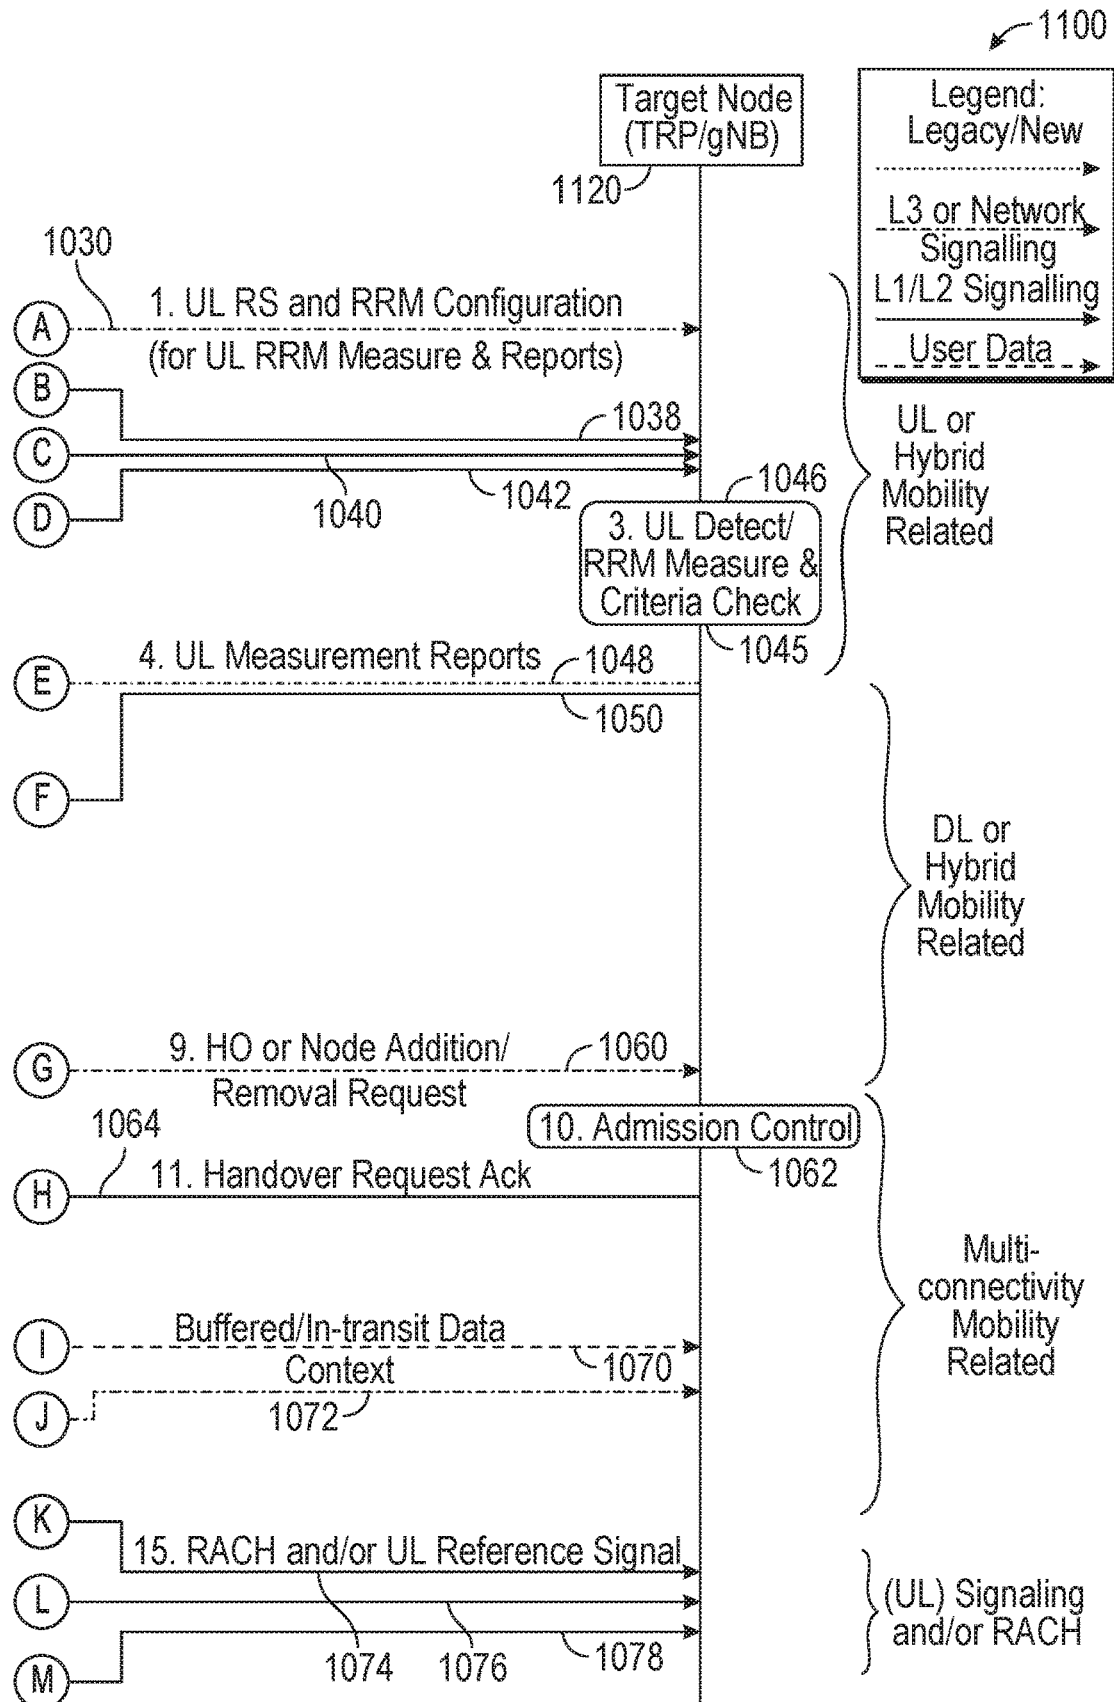 1100
Target Node
(TRP/gNB)
1120
Legend:
Legacy/New
L3 or Network
Signalling
L1/L2 Signalling
User Data
1030
A
1. UL RS and RRM Configuration
(for UL RRM Measure & Reports)
B
1038
C
1040
1042
D
1046
3. UL Detect/
RRM Measure &
Criteria Check
1045
UL or
Hybrid
Mobility
Related
4. UL Measurement Reports
1048
E
1050
F
DL or
Hybrid
Mobility
Related
G
9. HO or Node Addition/
Removal Request
1060
10. Admission Control
1062
1064
11. Handover Request Ack
H
Multi-
connectivity
Mobility
Related
I
Buffered/In-transit Data
1070
Context
J
1072
K
15. RACH and/or UL Reference Signal
L
1074
1076
1078
M
(UL) Signaling
and/or RACH